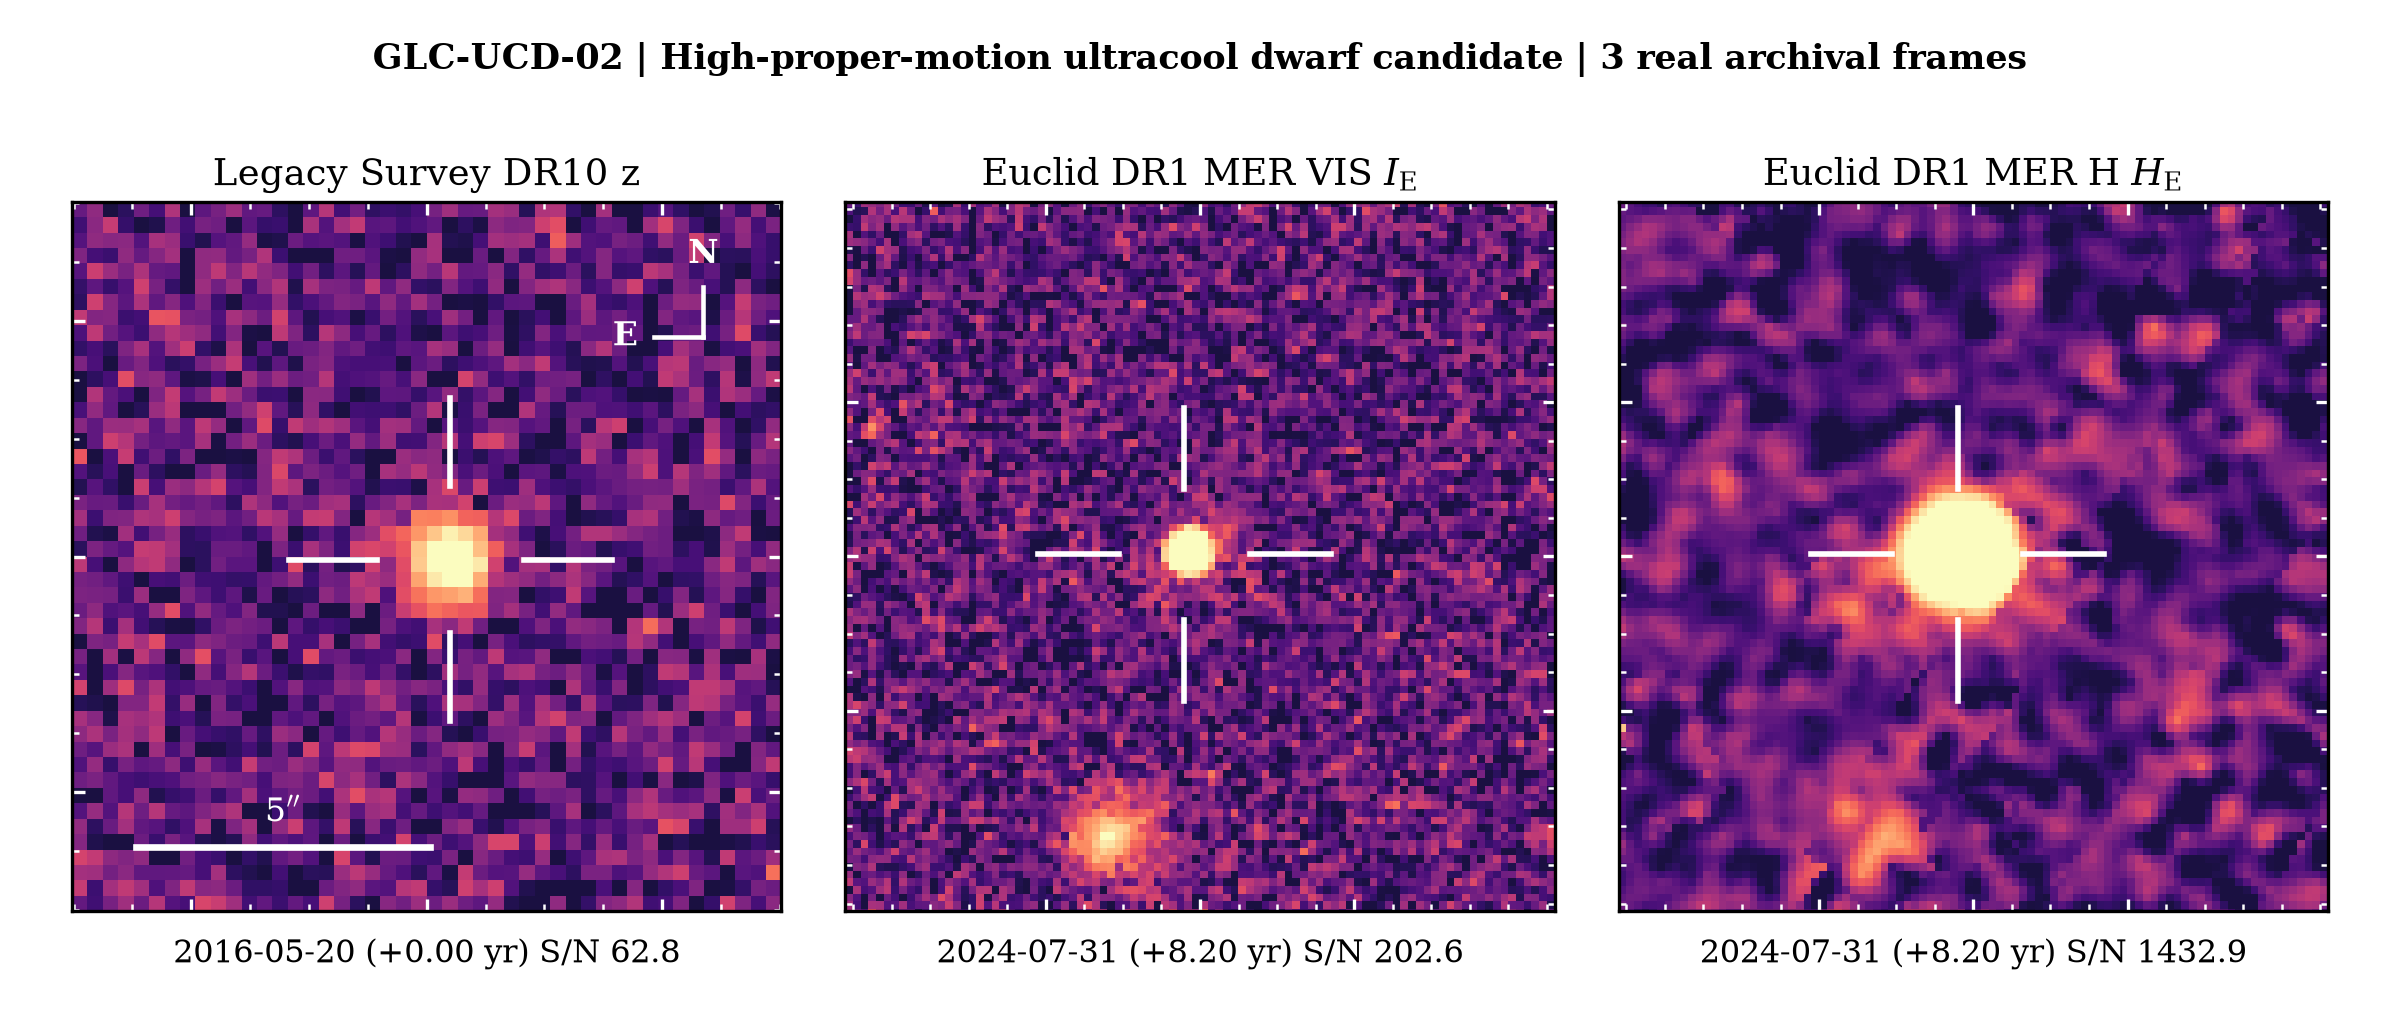 GLC-UCD-02 | High-proper-motion ultracool dwarf candidate | 3 real archival frames
Legacy Survey DR10 z
Euclid DR1 MER VIS I_E
Euclid DR1 MER H H_E
N
E
5″
2016-05-20 (+0.00 yr) S/N 62.8
2024-07-31 (+8.20 yr) S/N 202.6
2024-07-31 (+8.20 yr) S/N 1432.9